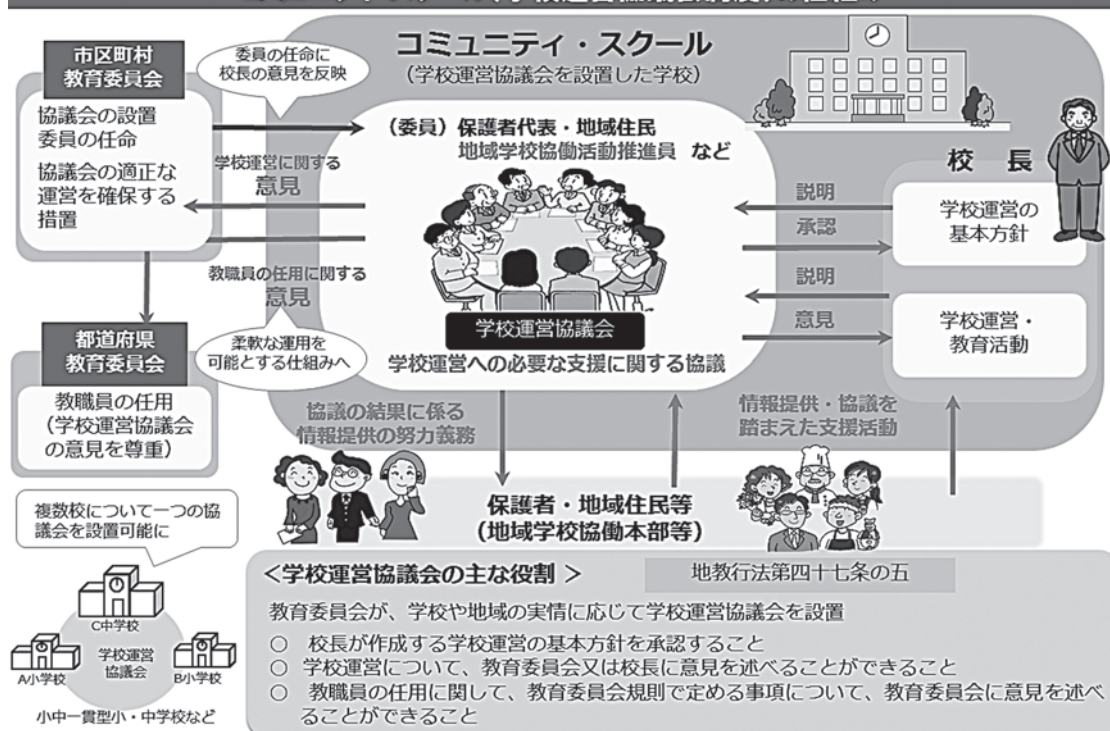 コミュニティ・スクール
(学校運営協議会を設置した学校)
市区町村
教育委員会
協議会の設置
委員の任命
協議会の適正な
運営を確保する
措置
委員の任命に
校長の意見を反映
(委員) 保護者代表・地域住民
地域学校協働活動推進員 など
学校運営に関する
意見
教職員の任用に関する
意見
柔軟な運用を
可能とする仕組みへ
学校運営協議会
学校運営への必要な支援に関する協議
校 長
説明
承認
学校運営の
基本方針
説明
意見
学校運営・
教育活動
都道府県
教育委員会
教職員の任用
(学校運営協議会
の意見を尊重)
協議の結果に係る
情報提供の努力義務
情報提供・協議を
踏まえた支援活動
保護者・地域住民等
(地域学校協働本部等)
複数校について一つの協
議会を設置可能に
C中学校
学校運営
協議会
A小学校
B小学校
小中一貫型小・中学校など
<学校運営協議会の主な役割 >
地教行法第四十七条の五
教育委員会が、学校や地域の実情に応じて学校運営協議会を設置
○ 校長が作成する学校運営の基本方針を承認すること
○ 学校運営について、教育委員会又は校長に意見を述べることができること
○ 教職員の任用に関して、教育委員会規則で定める事項について、教育委員会に意見を述べ
ることができること